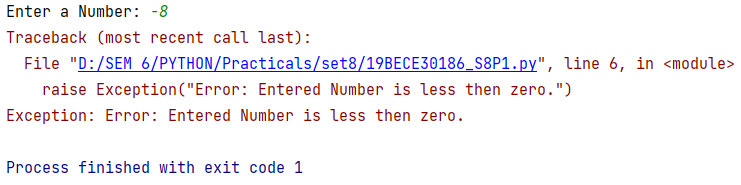 Enter a Number: -8
Traceback (most recent call last):
  File "D:/SEM 6/PYTHON/Practicals/set8/19BECE30186_S8P1.py", line 6, in <module>
    raise Exception("Error: Entered Number is less then zero.")
Exception: Error: Entered Number is less then zero.

Process finished with exit code 1